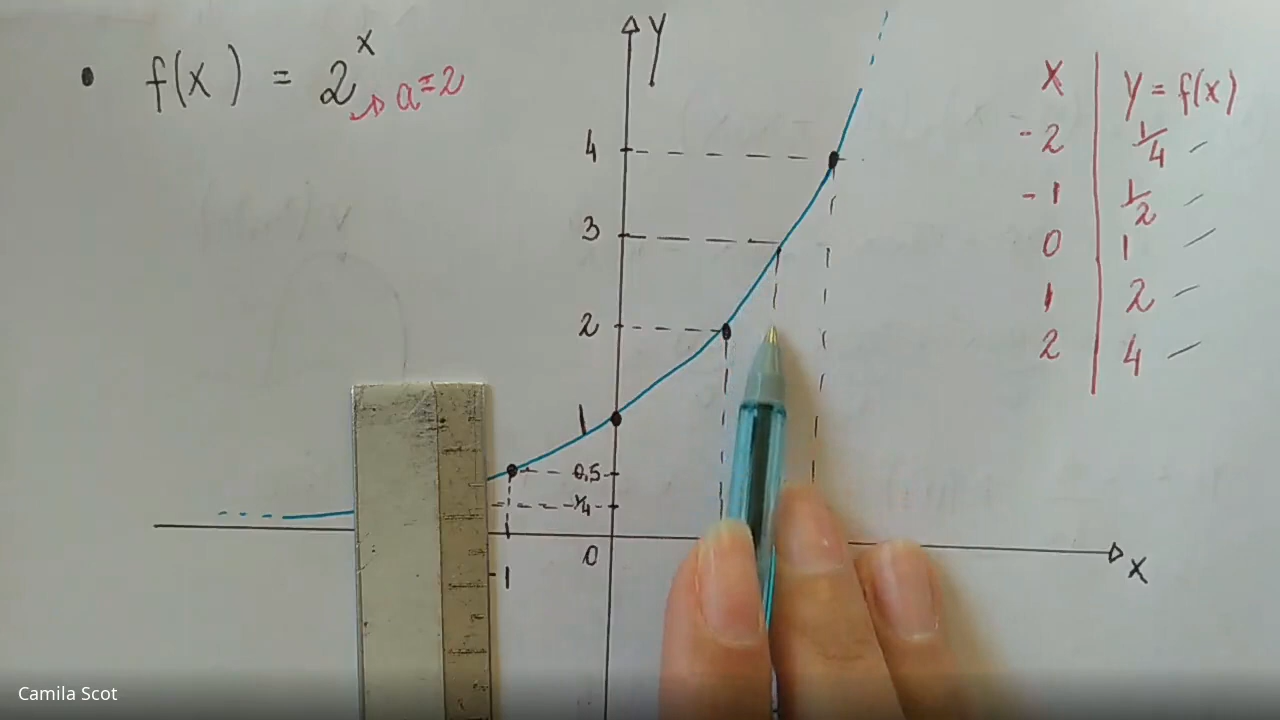 • f(x) = 2^x → a=2
y
4
3
2
1
0,5
1/4
0
-1
x
x | y = f(x)
-2 | 1/4
-1 | 1/2
0 | 1
1 | 2
2 | 4
Camila Scot